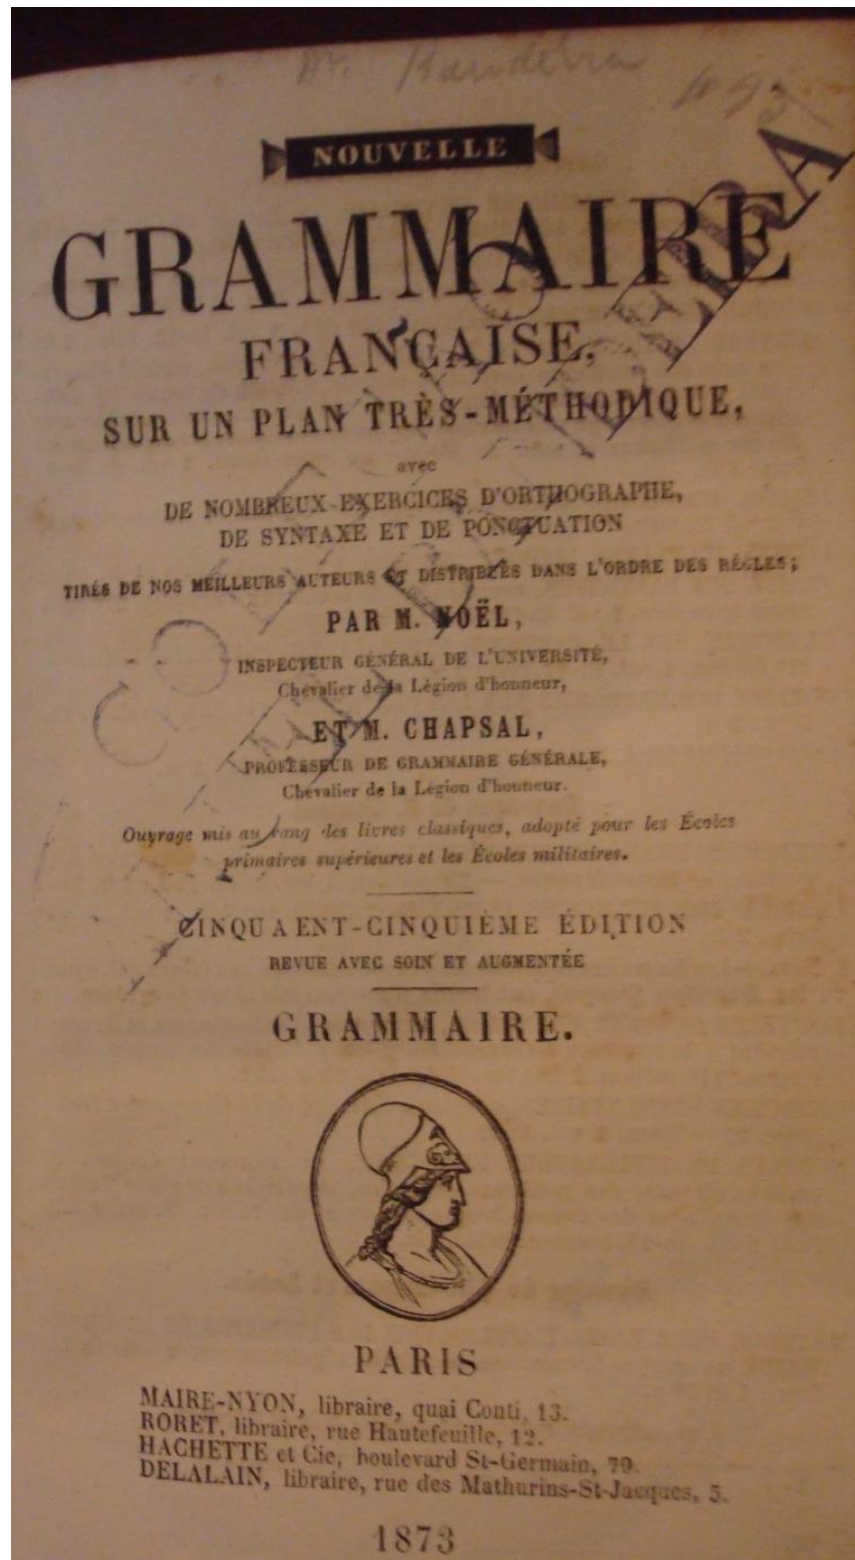 Dr.
NOUVELLE
GRAMMAIRE
FRANÇAISE,
SUR UN PLAN TRÈS-MÉTHODIQUE,
avec
DE NOMBREUX EXERCICES D'ORTHOGRAPHE,
DE SYNTAXE ET DE PONCTUATION
TIRÉS DE NOS MEILLEURS AUTEURS ET DISTRIBUÉS DANS L'ORDRE DES RÈGLES;
PAR M. NOËL,
INSPECTEUR GÉNÉRAL DE L'UNIVERSITÉ,
Chevalier de la Légion d'honneur,
ET M. CHAPSAL,
PROFESSEUR DE GRAMMAIRE GÉNÉRALE,
Chevalier de la Légion d'honneur.
Ouvrage mis au rang des livres classiques, adopté pour les Écoles
primaires supérieures et les Écoles militaires.
CINQUAENT-CINQUIÈME ÉDITION
REVUE AVEC SOIN ET AUGMENTÉE
GRAMMAIRE.
PARIS
MAIRE-NYON, libraire, quai Conti, 13.
RORET, libraire, rue Hautefeuille, 12.
HACHETTE et Cie, boulevard St-Germain, 79.
DELALAIN, libraire, rue des Mathurins-St-Jacques, 5.
1873